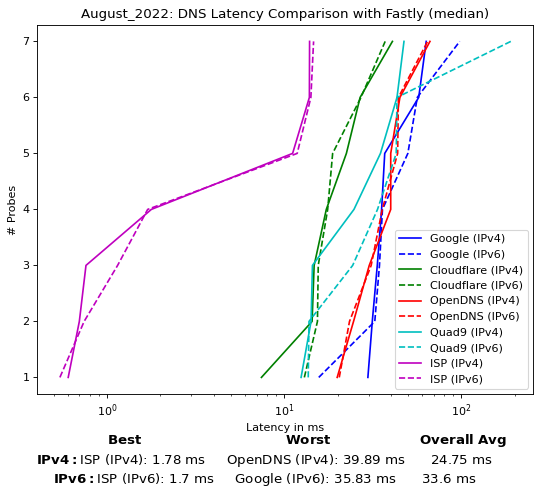 August_2022: DNS Latency Comparison with Fastly (median)
7
6
5
4
3
2
1
# Probes
10⁰
10¹
10²
Latency in ms
Google (IPv4)
Google (IPv6)
Cloudflare (IPv4)
Cloudflare (IPv6)
OpenDNS (IPv4)
OpenDNS (IPv6)
Quad9 (IPv4)
Quad9 (IPv6)
ISP (IPv4)
ISP (IPv6)
Best Worst Overall Avg
IPv4: ISP (IPv4): 1.78 ms OpenDNS (IPv4): 39.89 ms 24.75 ms
IPv6: ISP (IPv6): 1.7 ms Google (IPv6): 35.83 ms 33.6 ms